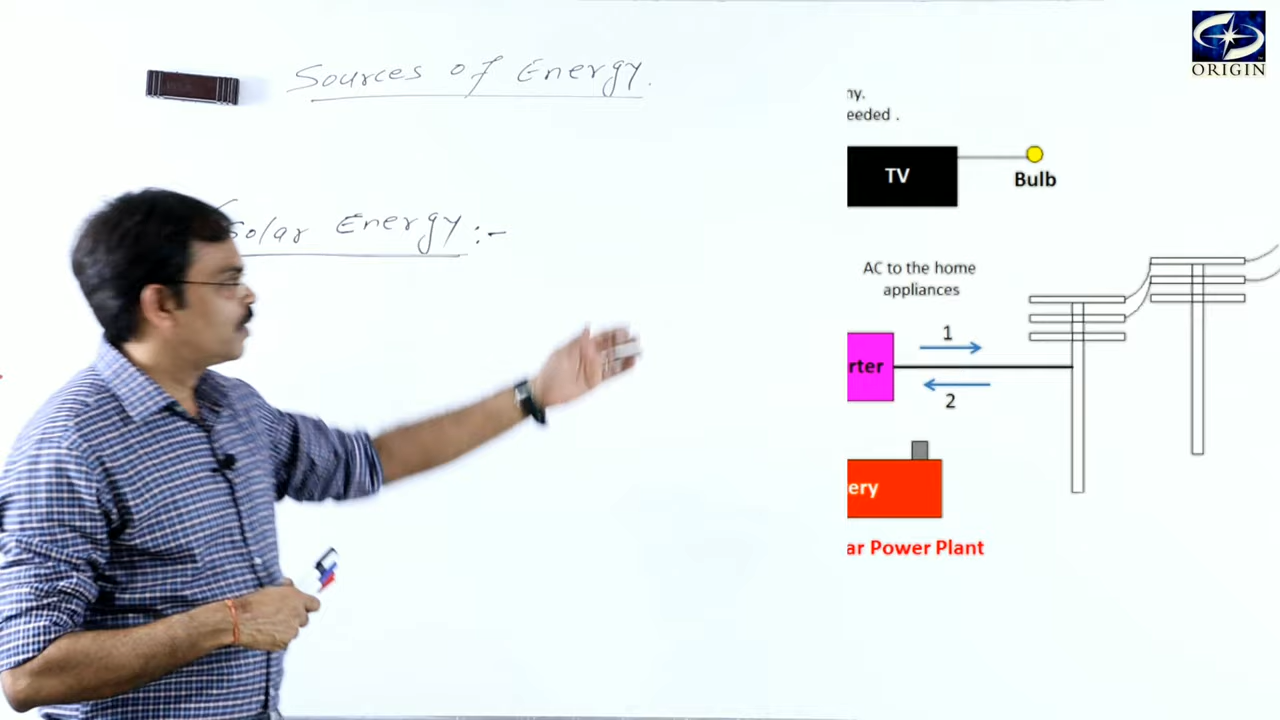 Sources of Energy.
ORIGIN
ny.
eeded .
TV
Bulb
Solar Energy :-
AC to the home
appliances
1
rter
2
ery
ar Power Plant